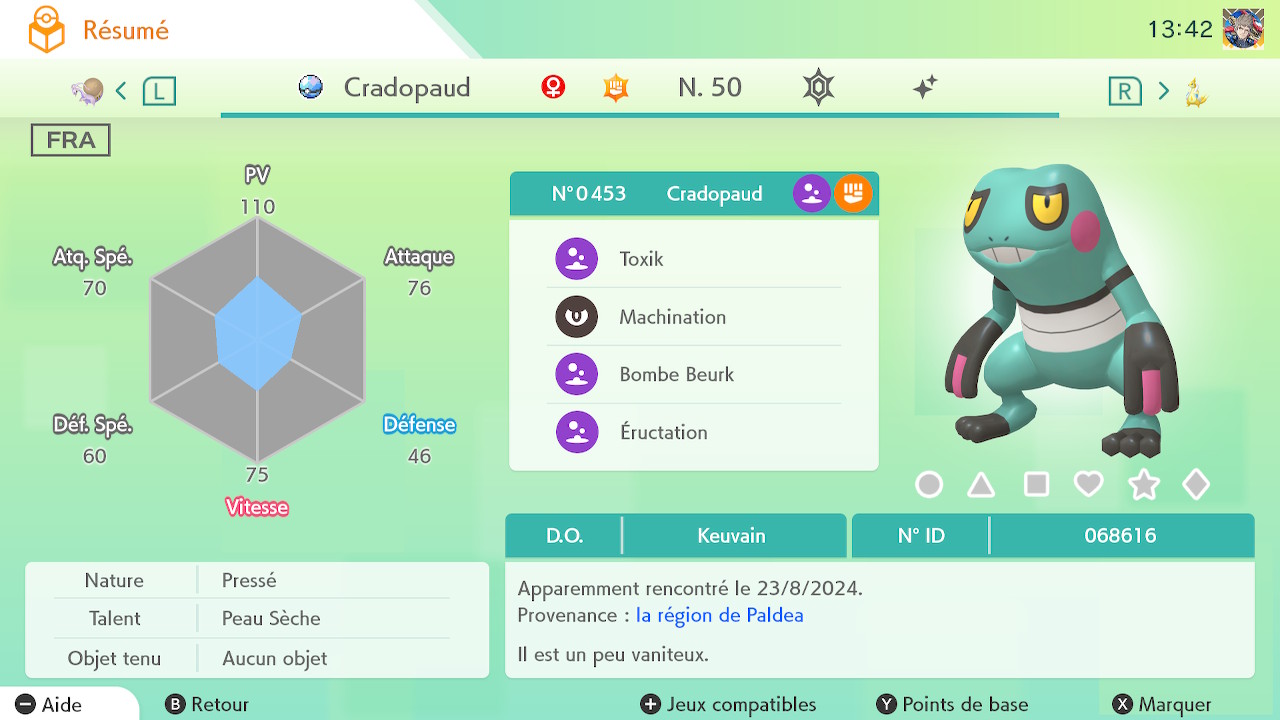 Résumé
13:42
L
Cradopaud
N. 50
R
FRA
PV
110
Atq. Spé.
70
Attaque
76
Déf. Spé.
60
Défense
46
75
Vitesse
N°0453 Cradopaud
Toxik
Machination
Bombe Beurk
Éructation
D.O. Keuvain
N° ID 068616
Nature Pressé
Talent Peau Sèche
Objet tenu Aucun objet
Apparemment rencontré le 23/8/2024.
Provenance : la région de Paldea
Il est un peu vaniteux.
Aide
B Retour
Jeux compatibles
Y Points de base
X Marquer